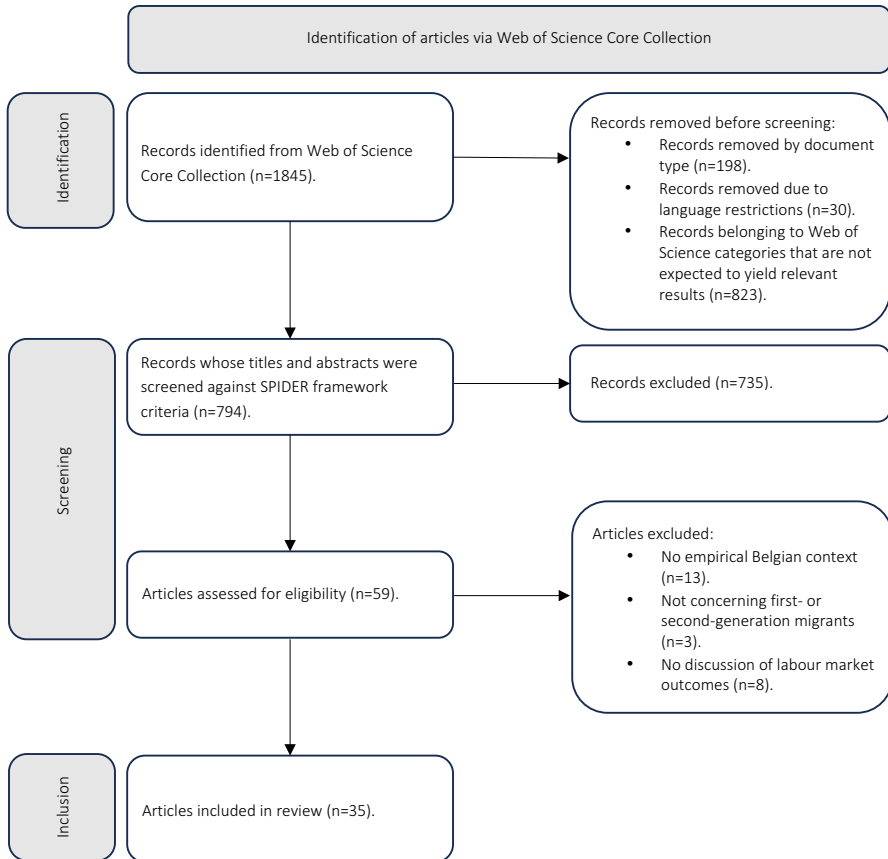 Identification of articles via Web of Science Core Collection
Identification
Records identified from Web of Science
Core Collection (n=1845).
Records removed before screening:
• Records removed by document
type (n=198).
• Records removed due to
language restrictions (n=30).
• Records belonging to Web of
Science categories that are not
expected to yield relevant
results (n=823).
Screening
Records whose titles and abstracts were
screened against SPIDER framework
criteria (n=794).
Records excluded (n=735).
Articles assessed for eligibility (n=59).
Articles excluded:
• No empirical Belgian context
(n=13).
• Not concerning first- or
second-generation migrants
(n=3).
• No discussion of labour market
outcomes (n=8).
Inclusion
Articles included in review (n=35).